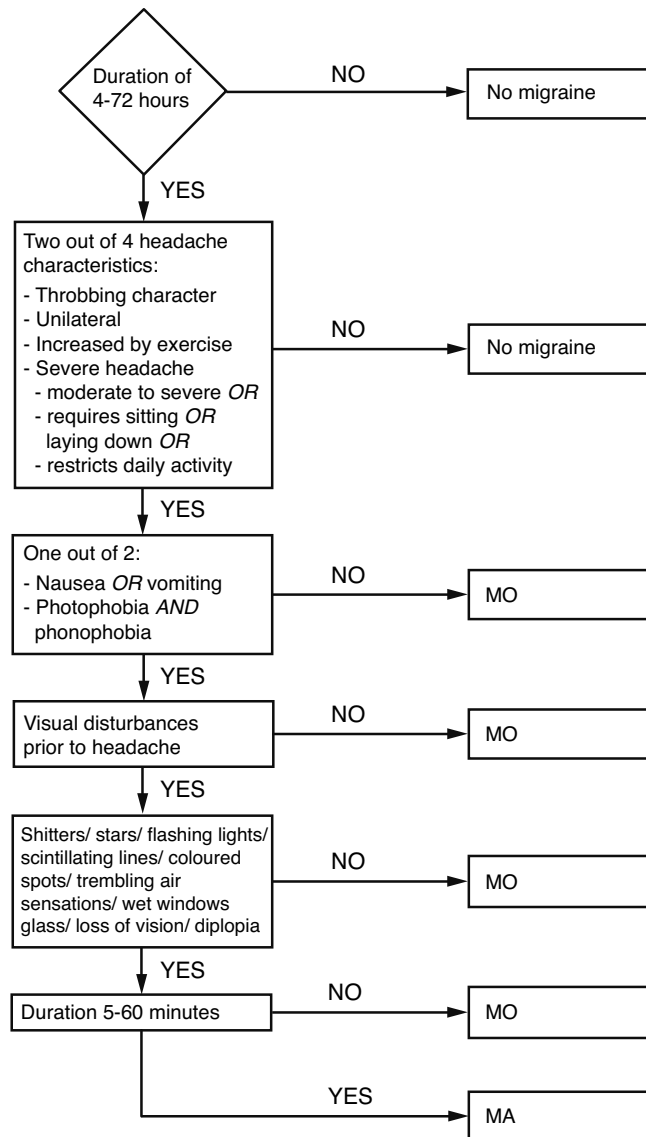 Duration of
4-72 hours
NO
No migraine
YES
Two out of 4 headache
characteristics:
- Throbbing character
- Unilateral
- Increased by exercise
- Severe headache
- moderate to severe OR
- requires sitting OR
laying down OR
- restricts daily activity
NO
No migraine
YES
One out of 2:
- Nausea OR vomiting
- Photophobia AND
phonophobia
NO
MO
YES
Visual disturbances
prior to headache
NO
MO
YES
Shitters/ stars/ flashing lights/
scintillating lines/ coloured
spots/ trembling air
sensations/ wet windows
glass/ loss of vision/ diplopia
NO
MO
YES
Duration 5-60 minutes
NO
MO
YES
MA